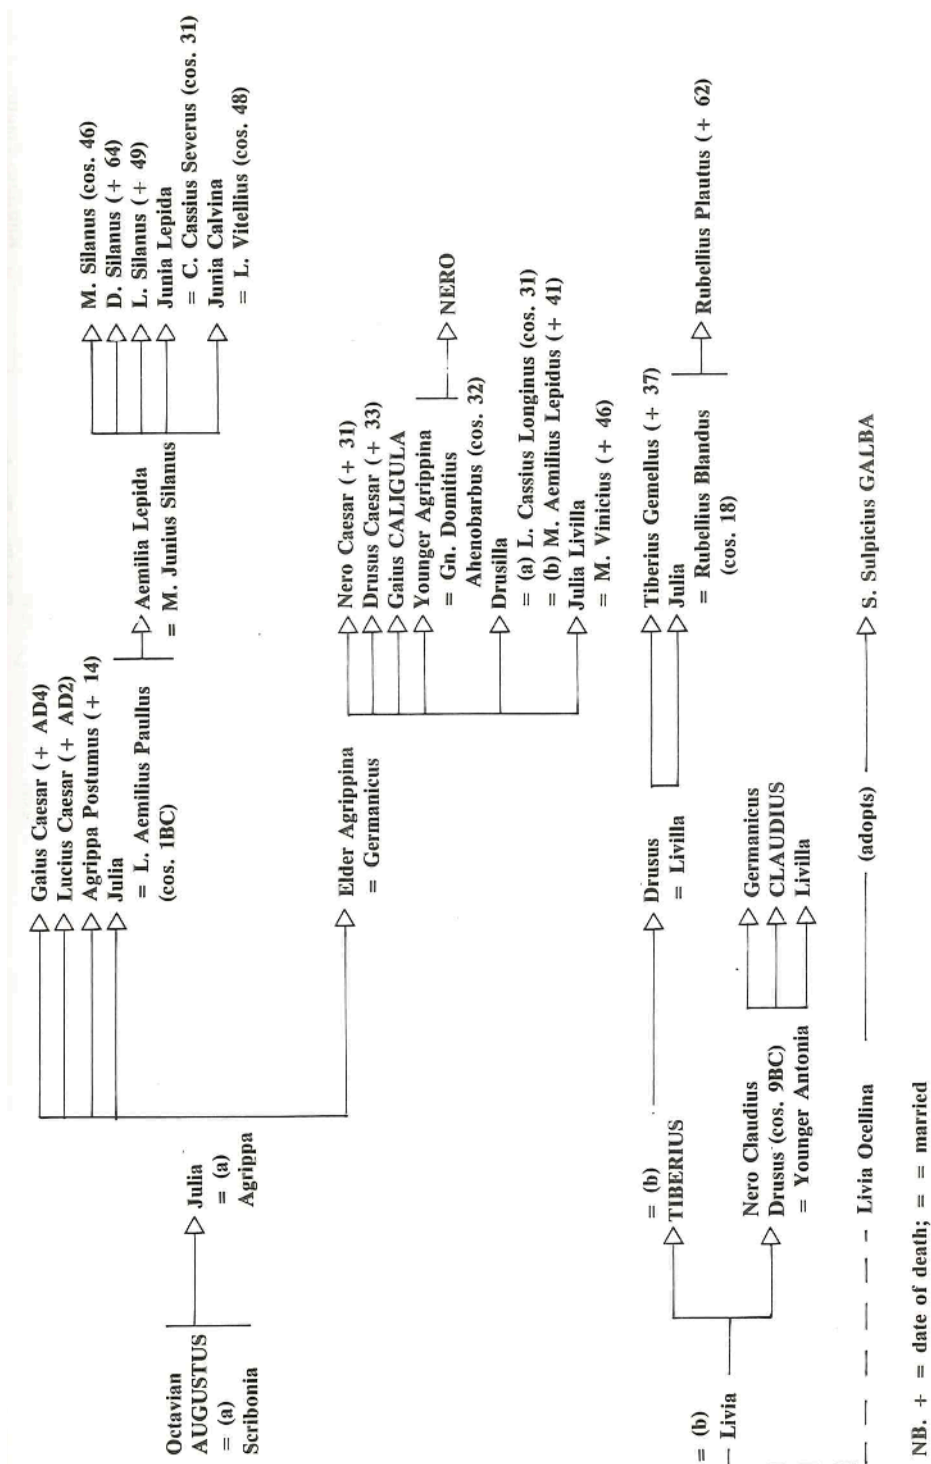 Octavian
AUGUSTUS
= (a)
Scribonia
Julia
= (a)
Agrippa
Gaius Caesar (+ AD4)
Lucius Caesar (+ AD2)
Agrippa Postumus (+ 14)
Julia
= L. Aemilius Paullus
(cos. 1BC)
Aemilia Lepida
= M. Junius Silanus
M. Silanus (cos. 46)
D. Silanus (+ 64)
L. Silanus (+ 49)
Junia Lepida
= C. Cassius Severus (cos. 31)
Junia Calvina
= L. Vitellius (cos. 48)
Elder Agrippina
= Germanicus
Nero Caesar (+ 31)
Drusus Caesar (+ 33)
Gaius CALIGULA
Younger Agrippina
= Gn. Domitius
Ahenobarbus (cos. 32)
NERO
Drusilla
= (a) L. Cassius Longinus (cos. 31)
= (b) M. Aemilius Lepidus (+ 41)
Julia Livilla
= M. Vinicius (+ 46)
= (b)
Livia
= (b)
TIBERIUS
Drusus
= Livilla
Tiberius Gemellus (+ 37)
Julia
= Rubellius Blandus
(cos. 18)
Rubellius Plautus (+ 62)
Nero Claudius
Drusus (cos. 9BC)
= Younger Antonia
Germanicus
CLAUDIUS
Livilla
Livia Ocellina
(adopts)
S. Sulpicius GALBA
NB. + = date of death; = = married